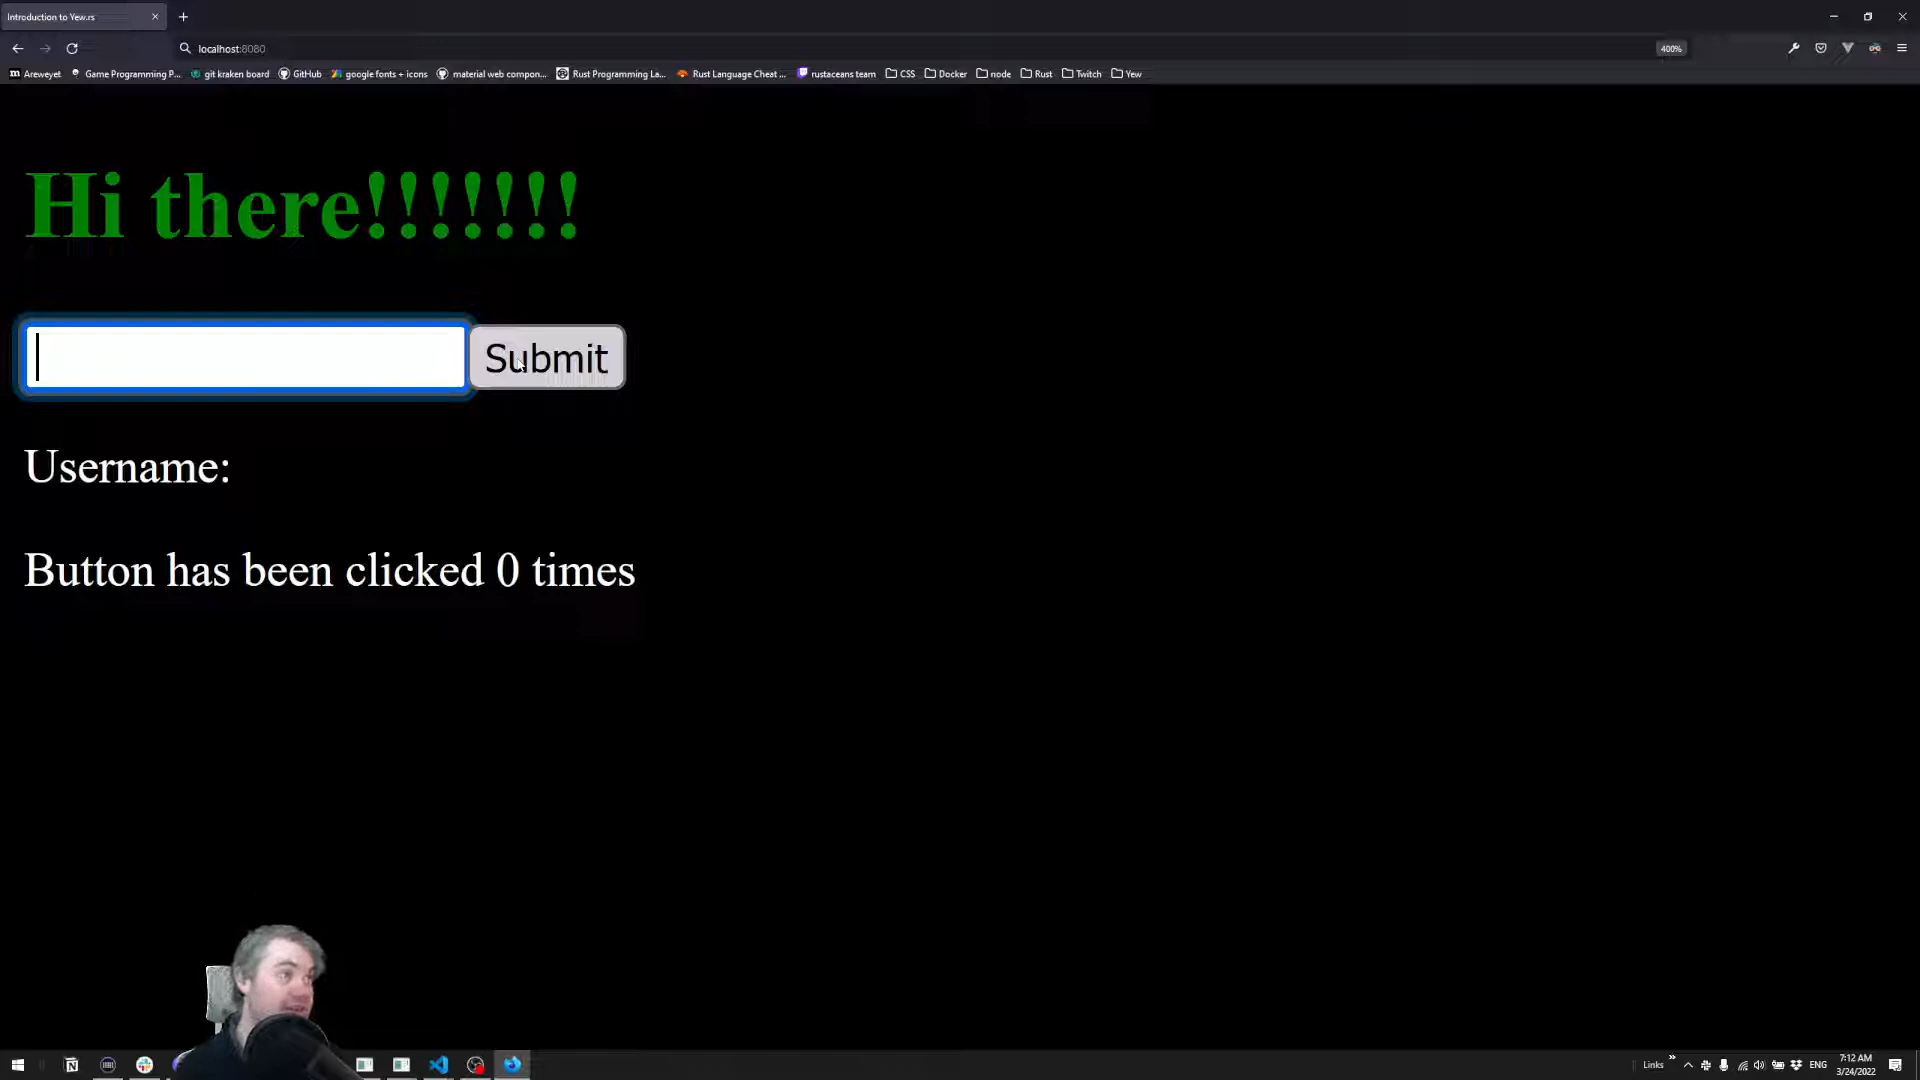 Introduction to Yew.rs
localhost:8080
400%
Areweyet
Game Programming P...
git kraken board
GitHub
google fonts + icons
material web compon...
Rust Programming La...
Rust Language Cheat ...
rustaceans team
CSS
Docker
node
Rust
Twitch
Yew
Hi there!!!!!!!
Submit
Username:
Button has been clicked 0 times
Links
ENG
7:12 AM
3/24/2022